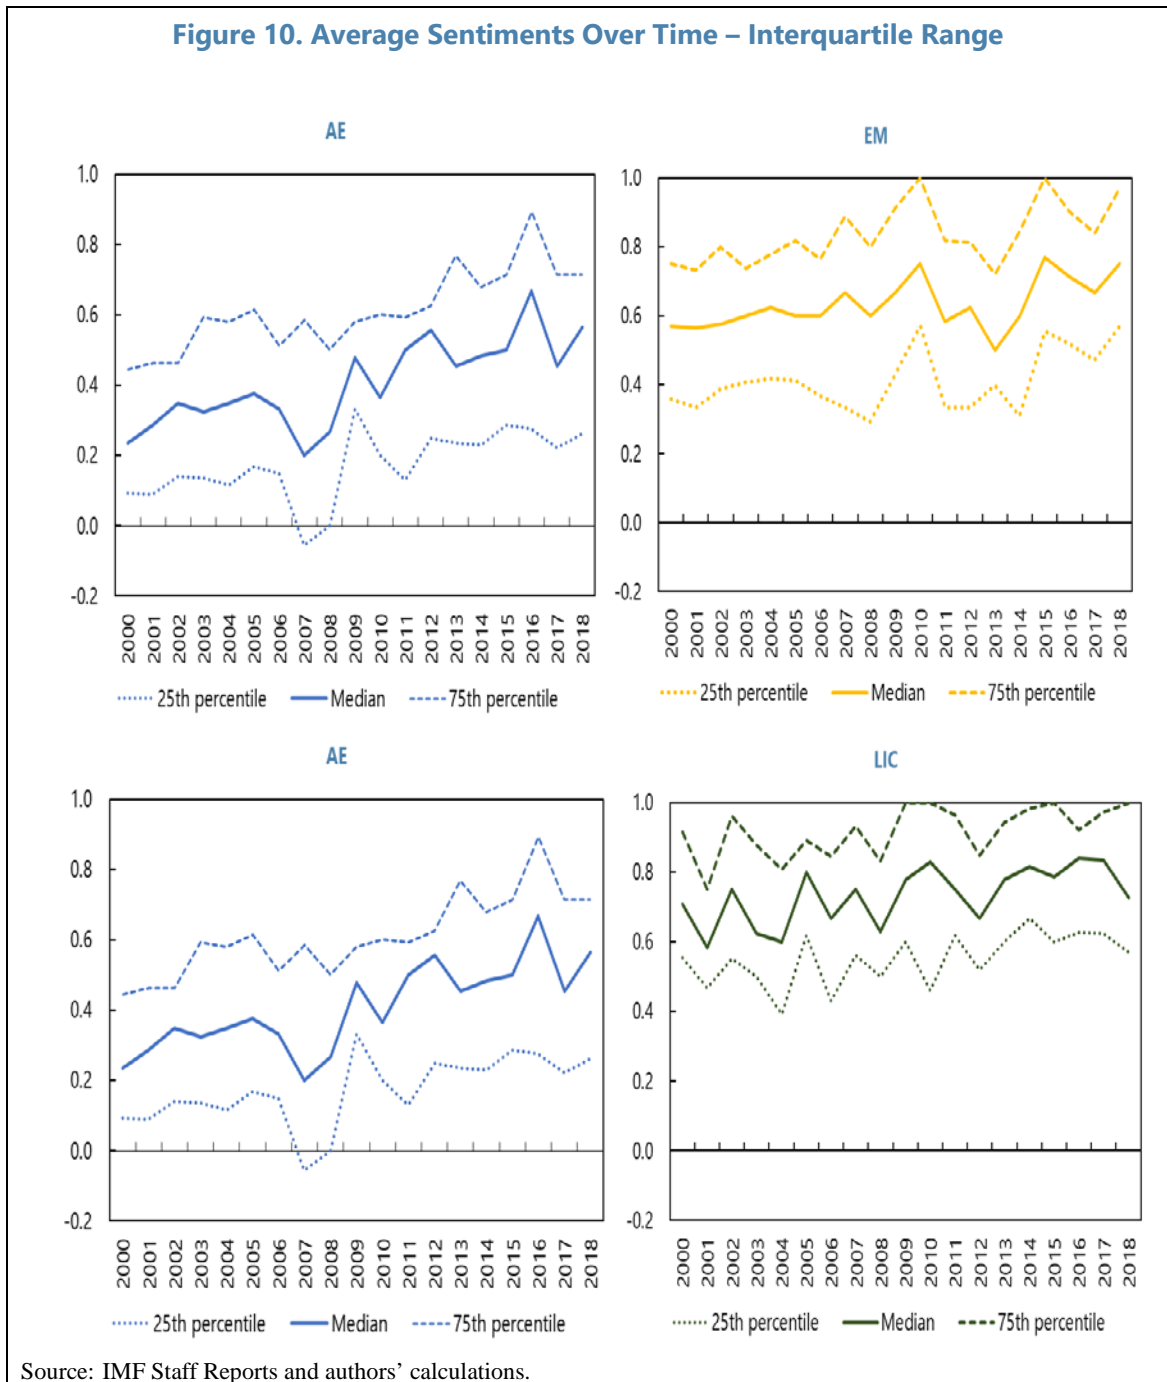 Figure 10. Average Sentiments Over Time – Interquartile Range
AE
1.0
0.8
0.6
0.4
0.2
0.0
-0.2
2000 2001 2002 2003 2004 2005 2006 2007 2008 2009 2010 2011 2012 2013 2014 2015 2016 2017 2018
25th percentile Median 75th percentile
EM
1.0
0.8
0.6
0.4
0.2
0.0
-0.2
2000 2001 2002 2003 2004 2005 2006 2007 2008 2009 2010 2011 2012 2013 2014 2015 2016 2017 2018
25th percentile Median 75th percentile
AE
1.0
0.8
0.6
0.4
0.2
0.0
-0.2
2000 2001 2002 2003 2004 2005 2006 2007 2008 2009 2010 2011 2012 2013 2014 2015 2016 2017 2018
25th percentile Median 75th percentile
LIC
1.0
0.8
0.6
0.4
0.2
0.0
-0.2
2000 2001 2002 2003 2004 2005 2006 2007 2008 2009 2010 2011 2012 2013 2014 2015 2016 2017 2018
25th percentile Median 75th percentile
Source: IMF Staff Reports and authors’ calculations.